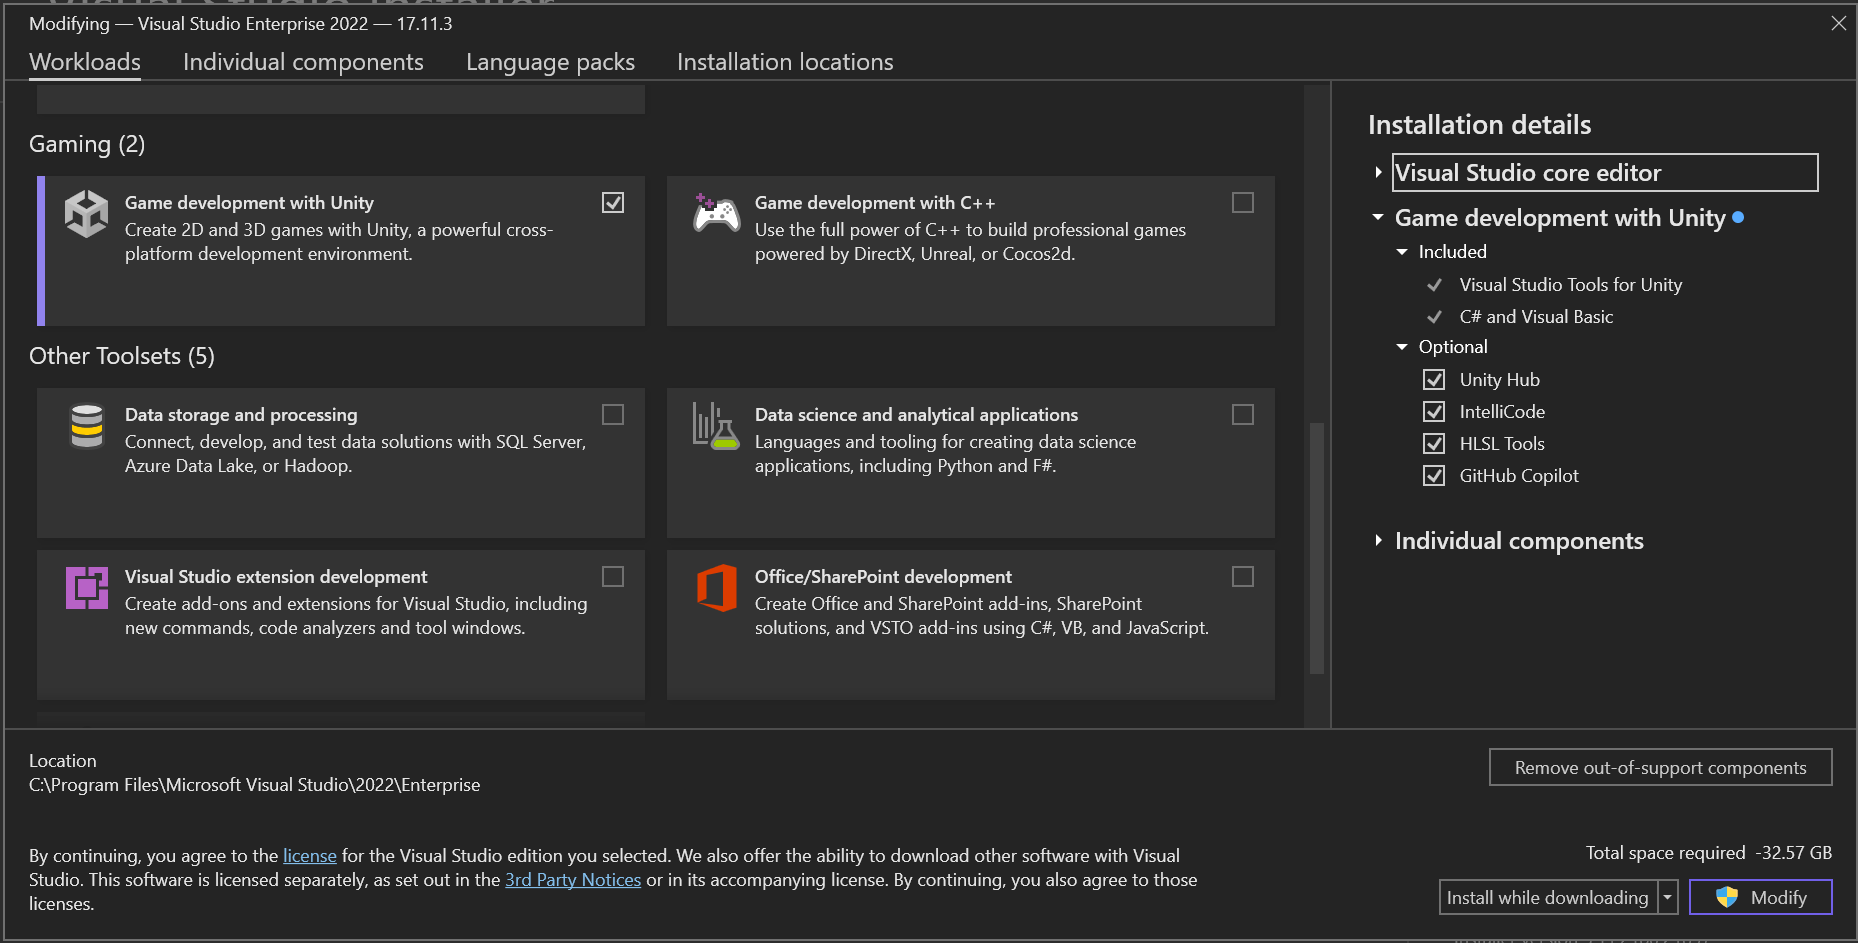 Modifying — Visual Studio Enterprise 2022 — 17.11.3
Workloads
Individual components
Language packs
Installation locations
Gaming (2)
Game development with Unity
Create 2D and 3D games with Unity, a powerful cross-
platform development environment.
Game development with C++
Use the full power of C++ to build professional games
powered by DirectX, Unreal, or Cocos2d.
Other Toolsets (5)
Data storage and processing
Connect, develop, and test data solutions with SQL Server,
Azure Data Lake, or Hadoop.
Data science and analytical applications
Languages and tooling for creating data science
applications, including Python and F#.
Visual Studio extension development
Create add-ons and extensions for Visual Studio, including
new commands, code analyzers and tool windows.
Office/SharePoint development
Create Office and SharePoint add-ins, SharePoint
solutions, and VSTO add-ins using C#, VB, and JavaScript.
Installation details
Visual Studio core editor
Game development with Unity
Included
Visual Studio Tools for Unity
C# and Visual Basic
Optional
Unity Hub
IntelliCode
HLSL Tools
GitHub Copilot
Individual components
Location
C:\Program Files\Microsoft Visual Studio\2022\Enterprise
Remove out-of-support components
By continuing, you agree to the license for the Visual Studio edition you selected. We also offer the ability to download other software with Visual
Studio. This software is licensed separately, as set out in the 3rd Party Notices or in its accompanying license. By continuing, you also agree to those
licenses.
Total space required -32.57 GB
Install while downloading
Modify